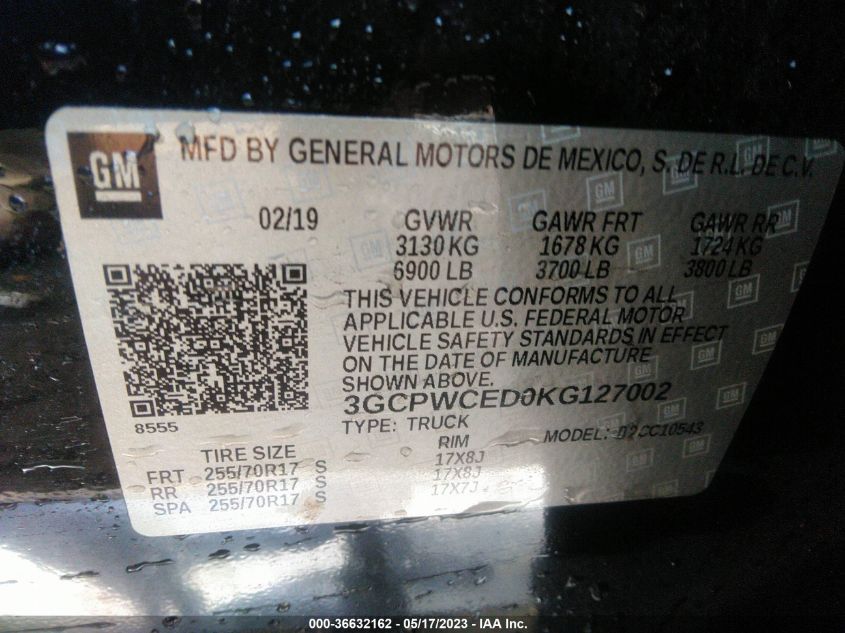 GM MFD BY GENERAL MOTORS DE MEXICO, S. DE R.L. DE C.V.
02/19 GVWR GAWR FRT GAWR RR
3130 KG 1678 KG 1724 KG
6900 LB 3700 LB 3800 LB
THIS VEHICLE CONFORMS TO ALL
APPLICABLE U.S. FEDERAL MOTOR
VEHICLE SAFETY STANDARDS IN EFFECT
ON THE DATE OF MANUFACTURE
SHOWN ABOVE.
3GCPWCED0KG127002
8555
TYPE: TRUCK MODEL:
TIRE SIZE RIM
FRT 255/70R17 S 17X8J
RR 255/70R17 S 17X8J
SPA 255/70R17 S 17X7J
000-36632162 — 05/17/2023 — IAA Inc.